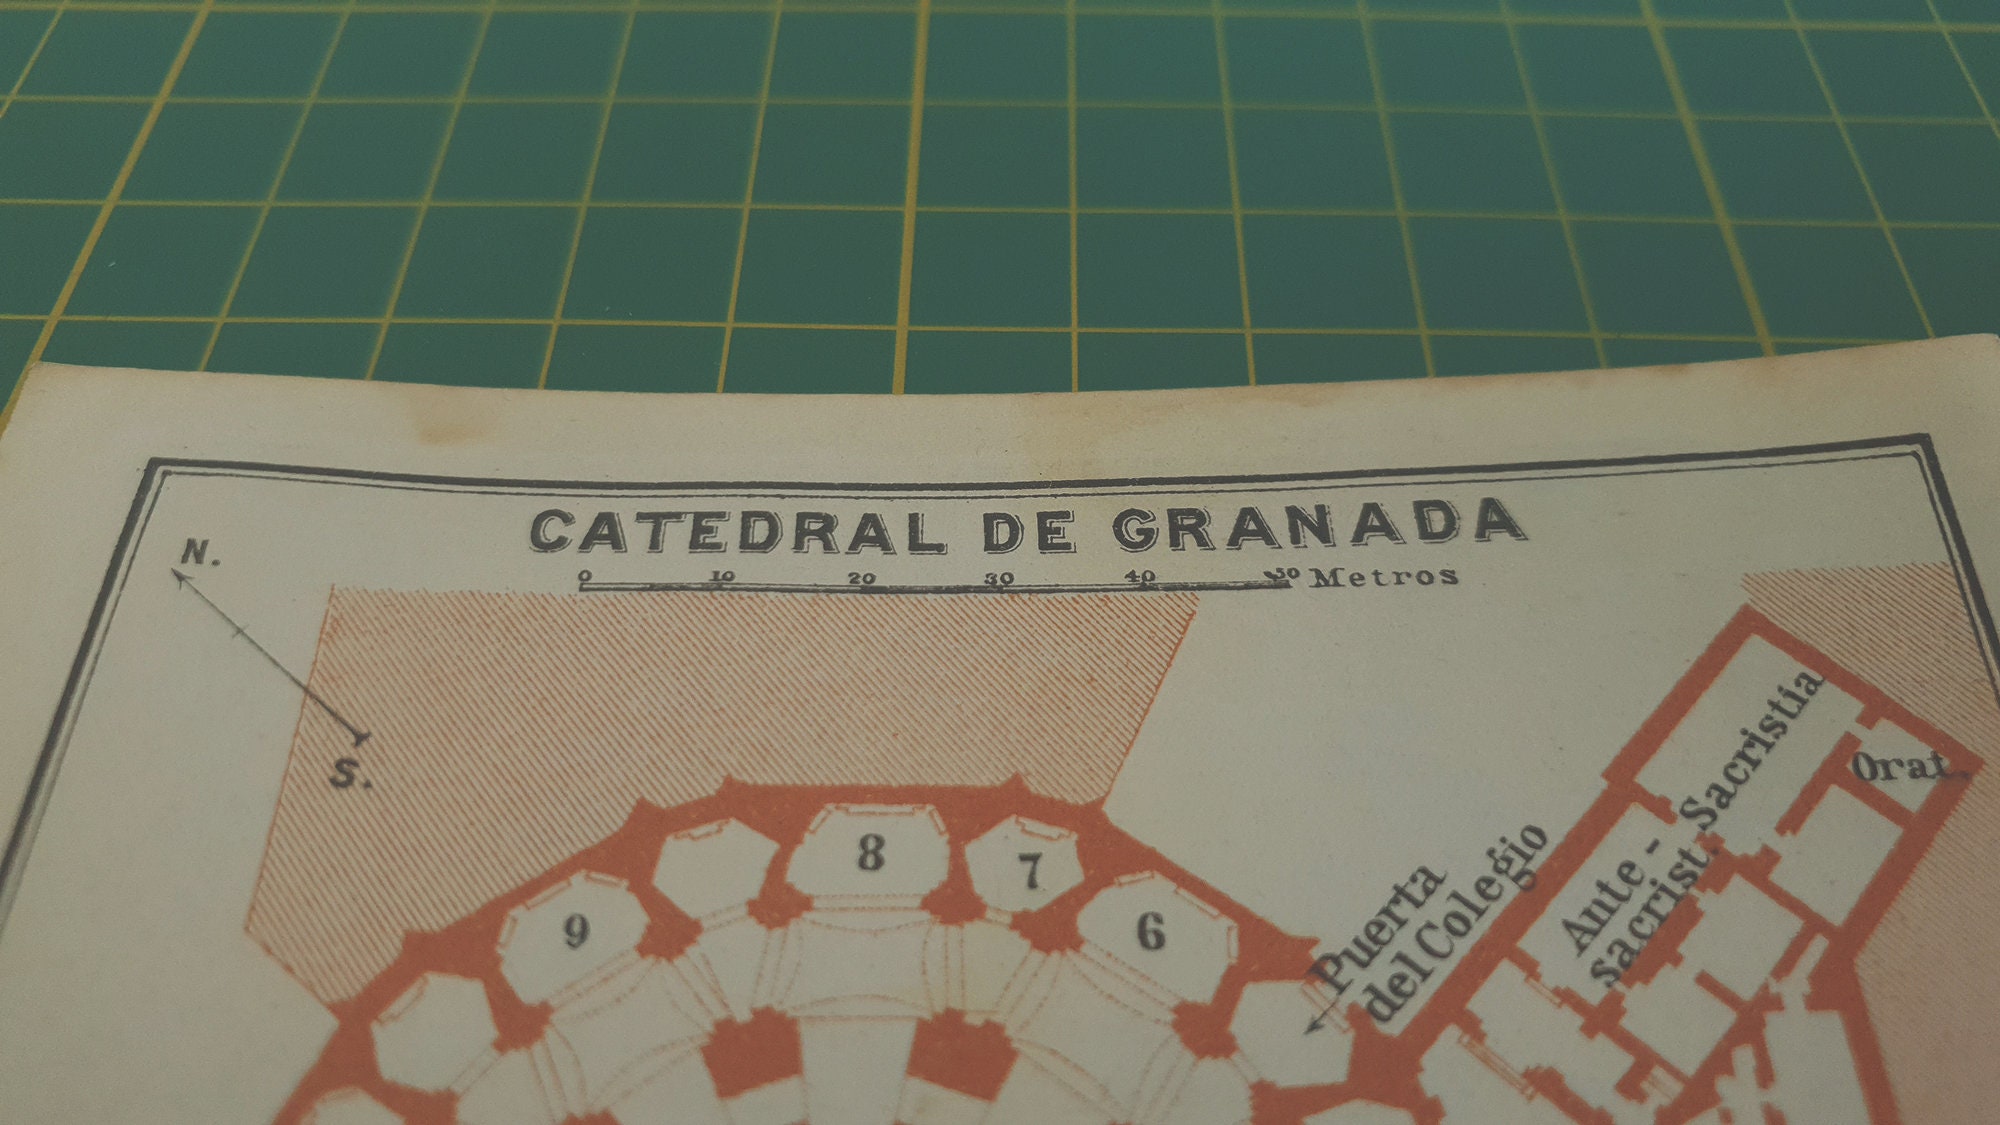 CATEDRAL DE GRANADA
N.
0 10 20 30 40 50 Metros
S.
Sacristia
Orat.
8
7
9
6
Puerta
del Colegio
Ante-
sacrist.